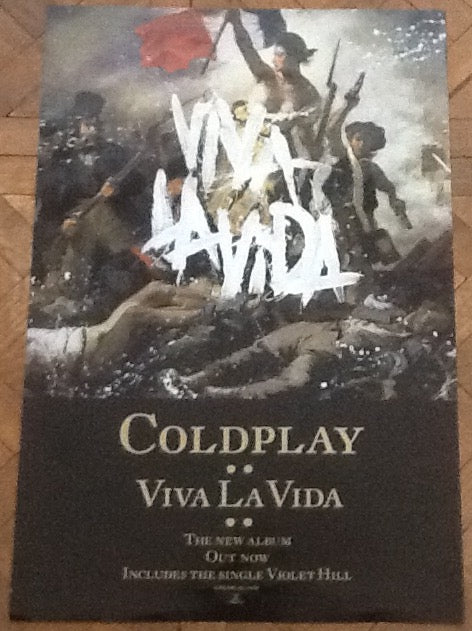 VIVA
LA VIDA
COLDPLAY
VIVA LA VIDA
THE NEW ALBUM
OUT NOW
INCLUDES THE SINGLE VIOLET HILL